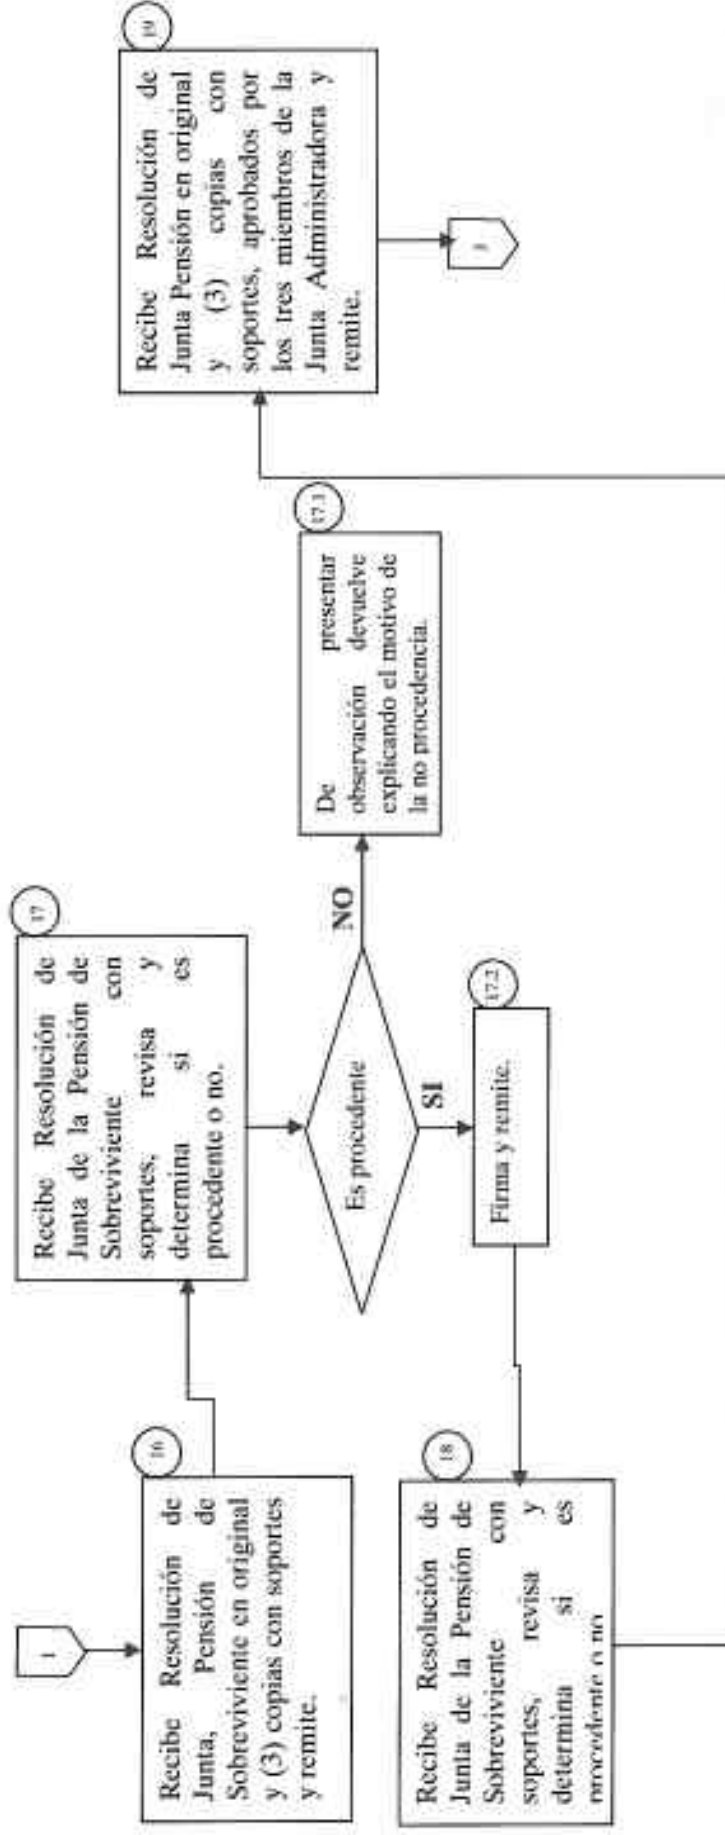 1
16
Recibe Resolución de
Junta, Pensión de
Sobreviviente en original
y (3) copias con soportes
y remite.
17
Recibe Resolución de
Junta de la Pensión de
Sobreviviente con
soportes, revisa y
determina si es
procedente o no.
Es procedente
NO
17.1
De presentar
observación devuelve
explicando el motivo de
la no procedencia.
SI
17.2
Firma y remite.
18
Recibe Resolución de
Junta de la Pensión de
Sobreviviente con
soportes, revisa y
determina si es
procedente o no
19
Recibe Resolución de
Junta Pensión en original
y (3) copias con
soportes, aprobados por
los tres miembros de la
Junta Administradora y
remite.